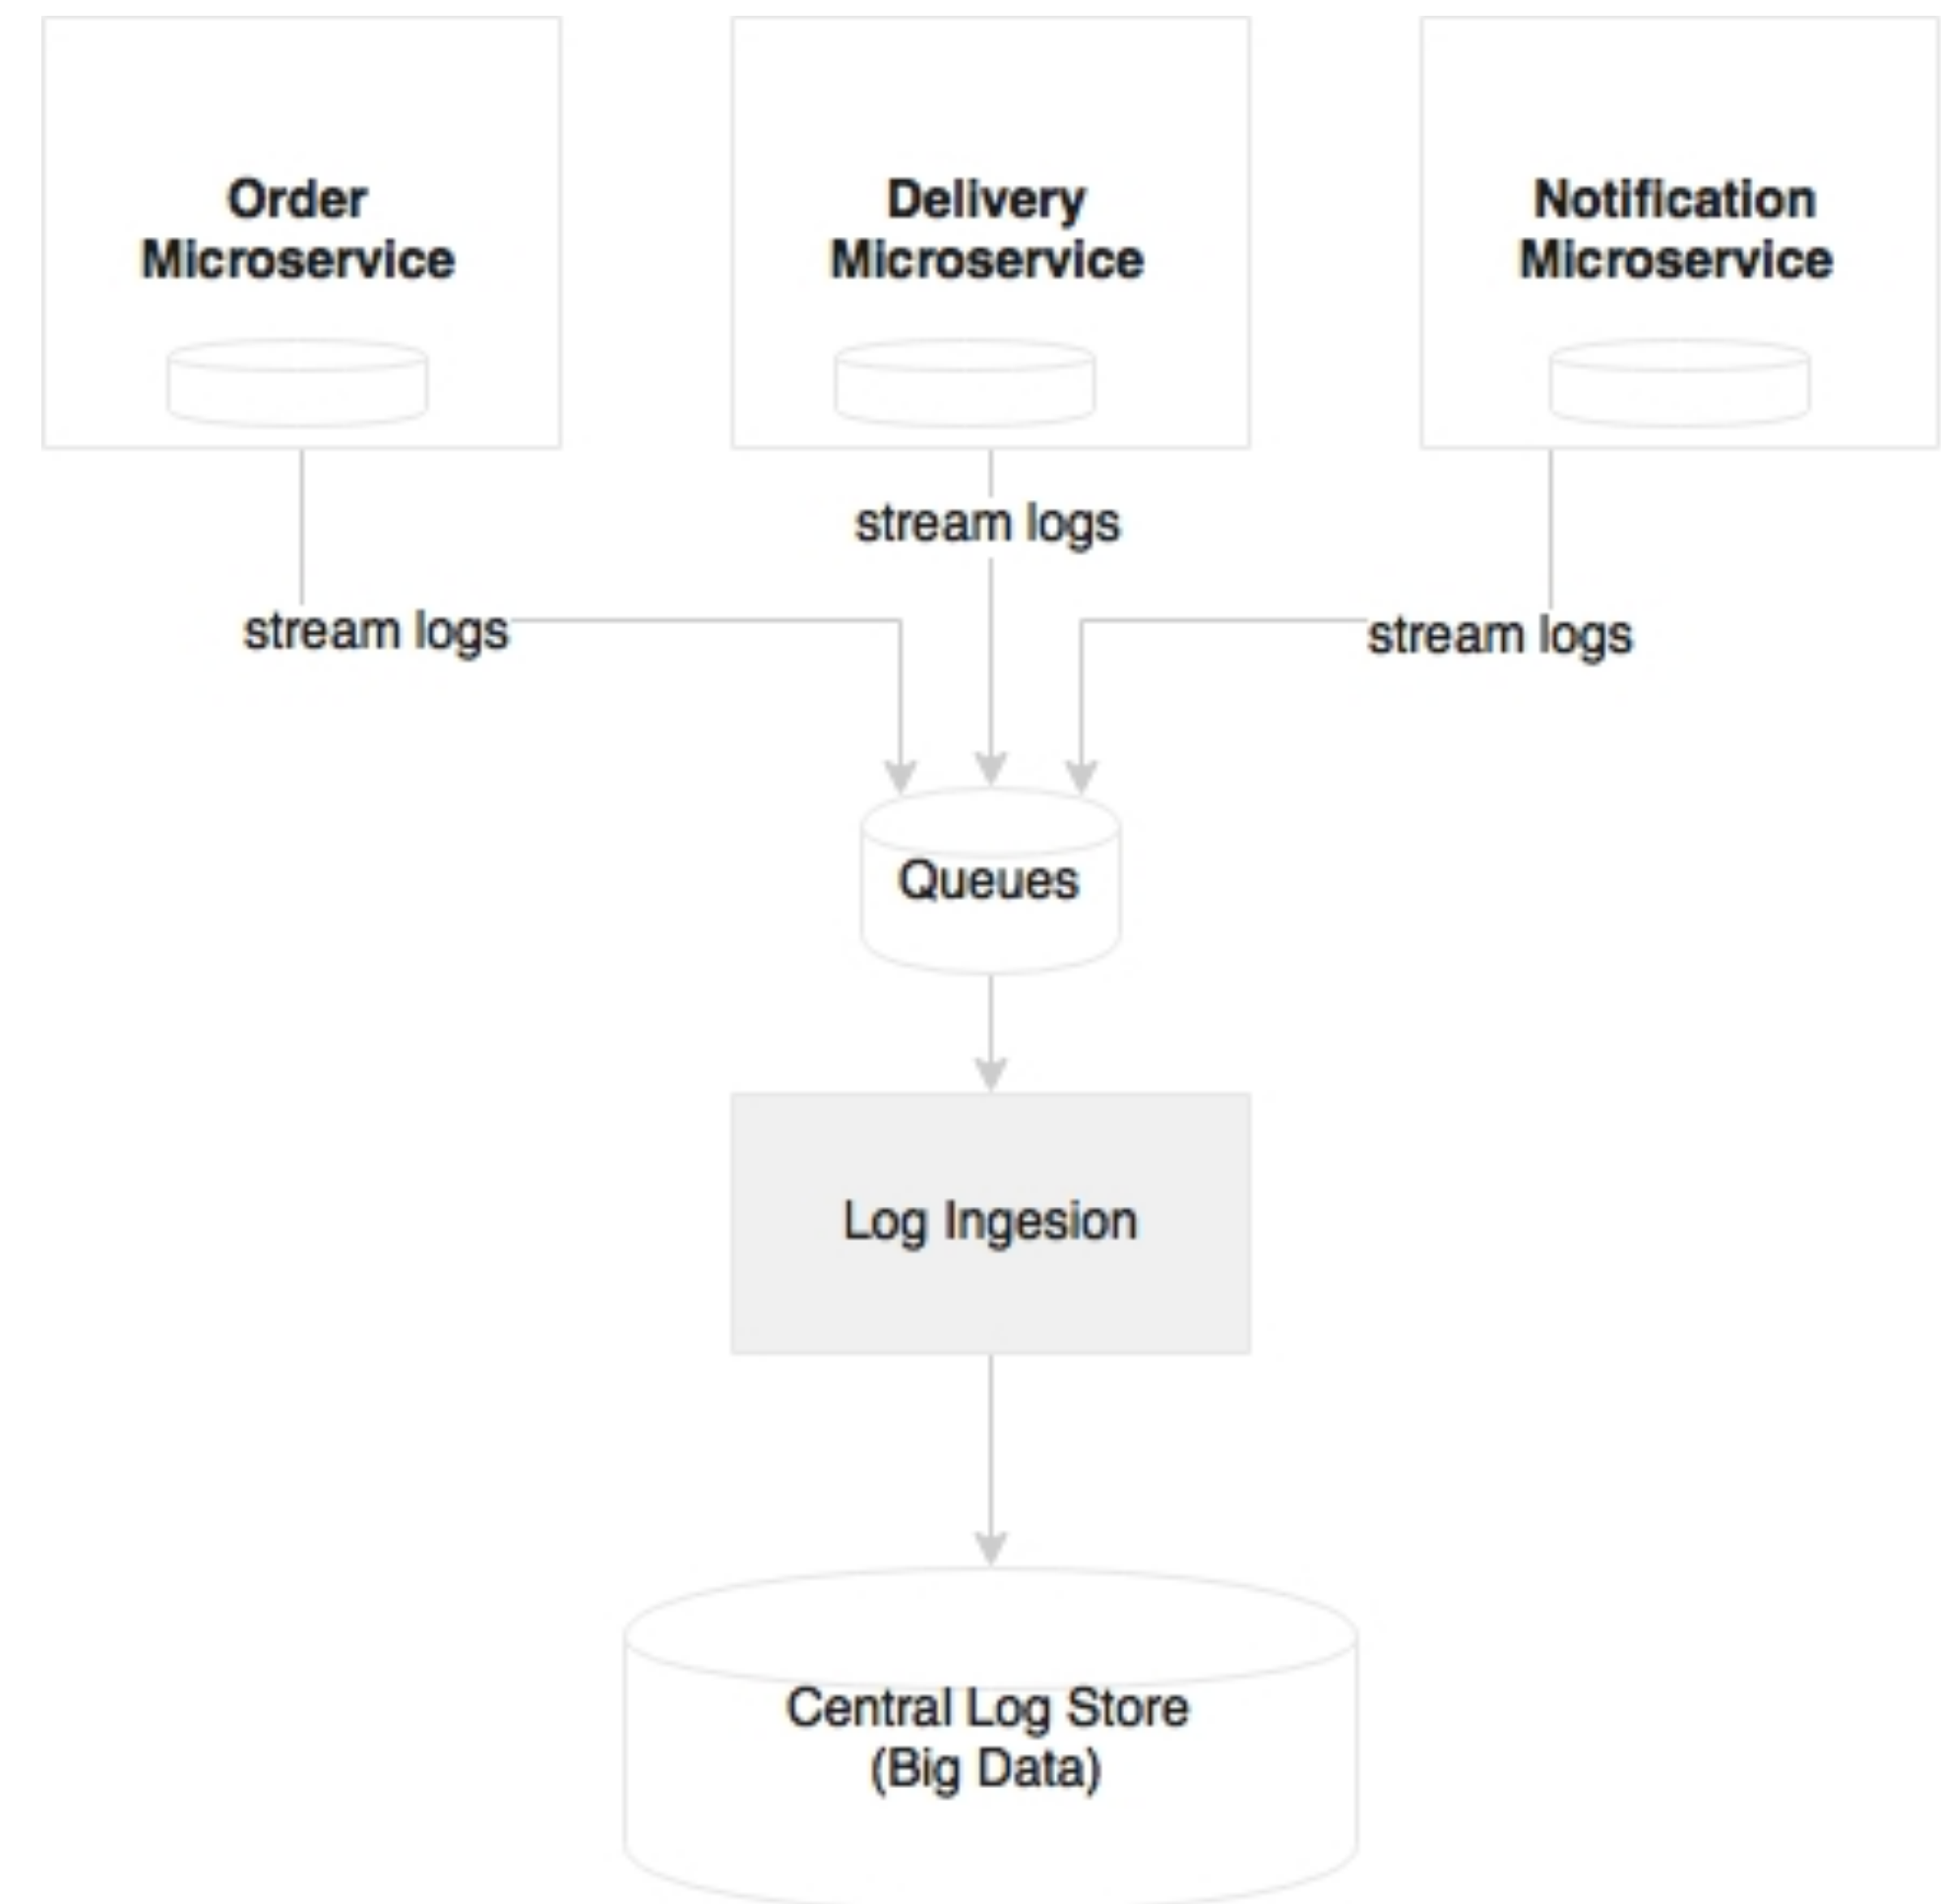 Order
Microservice
Delivery
Microservice
Notification
Microservice
stream logs
stream logs
stream logs
Queues
Log Ingesion
Central Log Store
(Big Data)